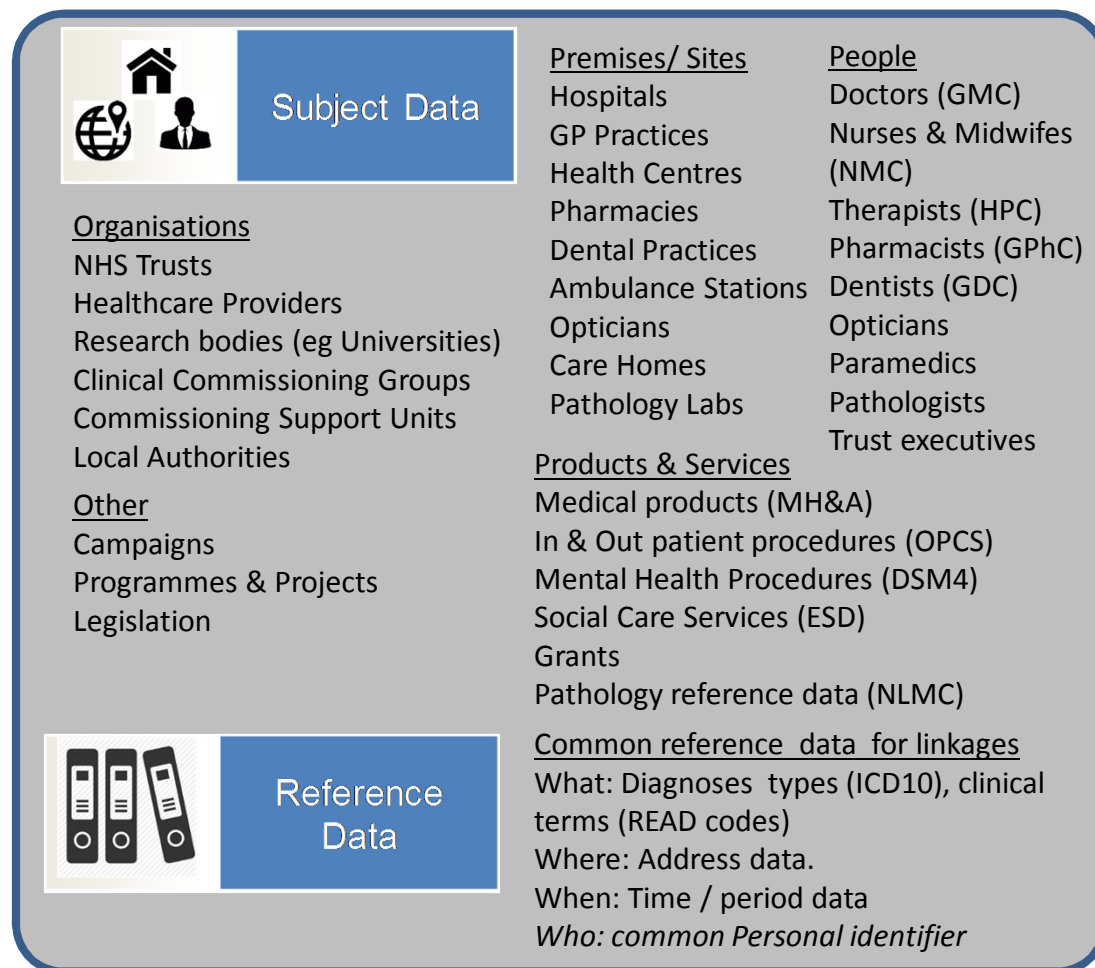 Subject Data
Organisations
NHS Trusts
Healthcare Providers
Research bodies (eg Universities)
Clinical Commissioning Groups
Commissioning Support Units
Local Authorities
Other
Campaigns
Programmes & Projects
Legislation
Premises/ Sites
Hospitals
GP Practices
Health Centres
Pharmacies
Dental Practices
Ambulance Stations
Opticians
Care Homes
Pathology Labs
People
Doctors (GMC)
Nurses & Midwifes
(NMC)
Therapists (HPC)
Pharmacists (GPhC)
Dentists (GDC)
Opticians
Paramedics
Pathologists
Trust executives
Products & Services
Medical products (MH&A)
In & Out patient procedures (OPCS)
Mental Health Procedures (DSM4)
Social Care Services (ESD)
Grants
Pathology reference data (NLMC)
Reference
Data
Common reference data for linkages
What: Diagnoses types (ICD10), clinical
terms (READ codes)
Where: Address data.
When: Time / period data
Who: common Personal identifier